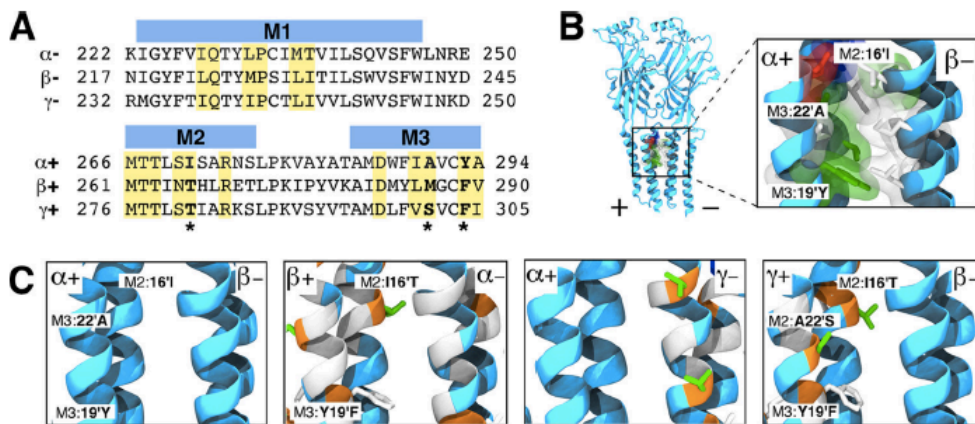 A
M1
α- 222 KIGYFVIQTYLPCIMTVILSQVSFWLNRE 250
β- 217 NIGYFILQTYMPSILITILSWVSFWINYD 245
γ- 232 RMGYFTIQTYIPCTLIVVLSWVSFWINKD 250
M2 M3
α+ 266 MTTLSISARNSLPKVAYATAMDWFIAVCYA 294
β+ 261 MTTINTHLRETLPKIPYVKAIDMYLMGCFV 290
γ+ 276 MTTLSTIARKSLPKVSYVTAMDLFVSVCFI 305
* * *
B
+ −
α+ M2:16'I β−
M3:22'A
M3:19'Y
C
α+ M2:16'I β−
M3:22'A
M3:19'Y
β+ M2:I16'T α−
M3:Y19'F
α+ γ−
γ+ M2:I16'T β−
M2:A22'S
M3:Y19'F